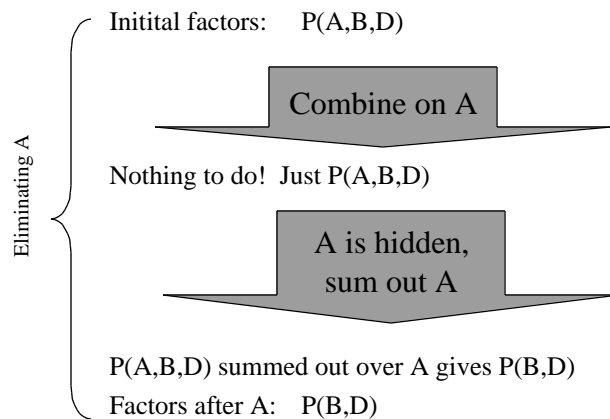 Initital factors: P(A,B,D)
Combine on A
Nothing to do! Just P(A,B,D)
Eliminating A
A is hidden,
sum out A
P(A,B,D) summed out over A gives P(B,D)
Factors after A: P(B,D)